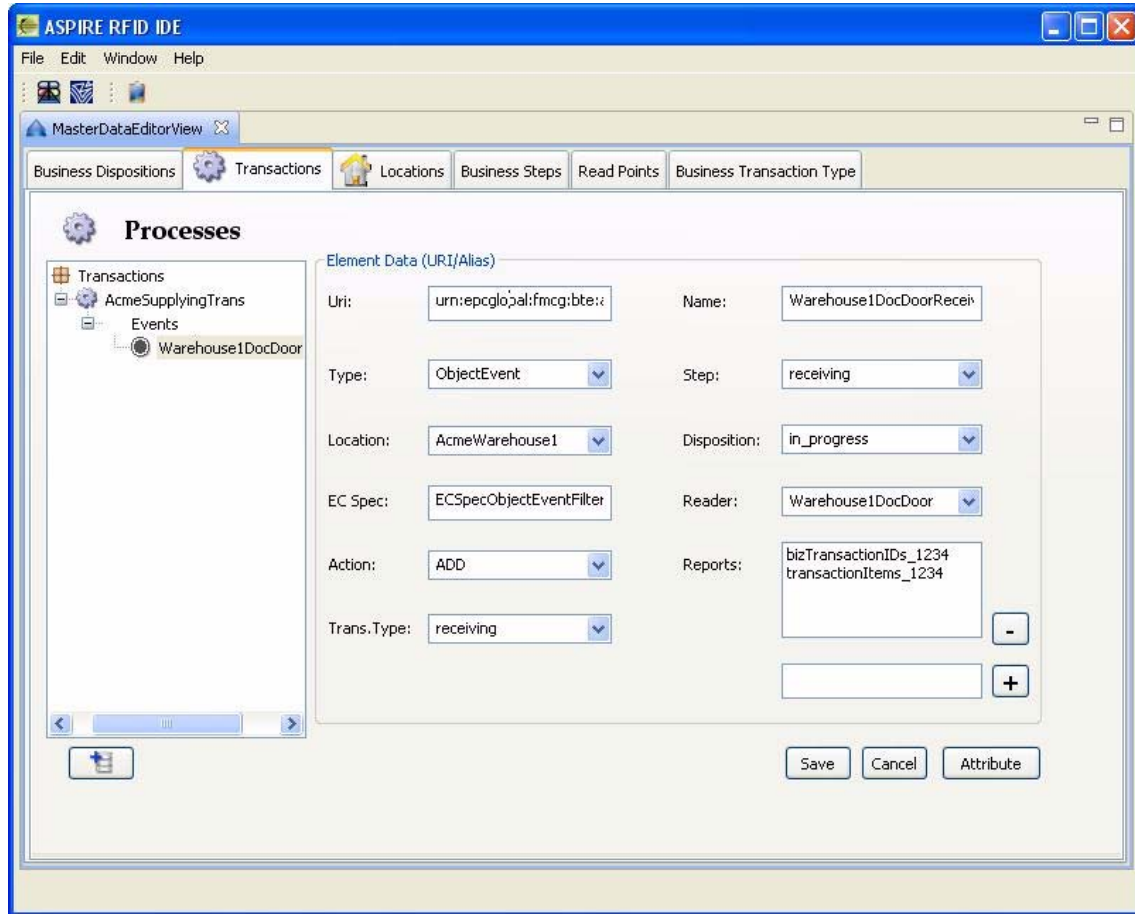 ASPIRE RFID IDE
File Edit Window Help
MasterDataEditorView
Business Dispositions Transactions Locations Business Steps Read Points Business Transaction Type
Processes
Transactions
AcmeSupplyingTrans
Events
Warehouse1DocDoor
Element Data (URI/Alias)
Uri: urn:epcglobal:fmcg:bte:a Name: Warehouse1DocDoorReceiv
Type: ObjectEvent Step: receiving
Location: AcmeWarehouse1 Disposition: in_progress
EC Spec: ECSpecObjectEventFilter Reader: Warehouse1DocDoor
Action: ADD Reports: bizTransactionIDs_1234
transactionItems_1234
Trans.Type: receiving
-
+
Save Cancel Attribute